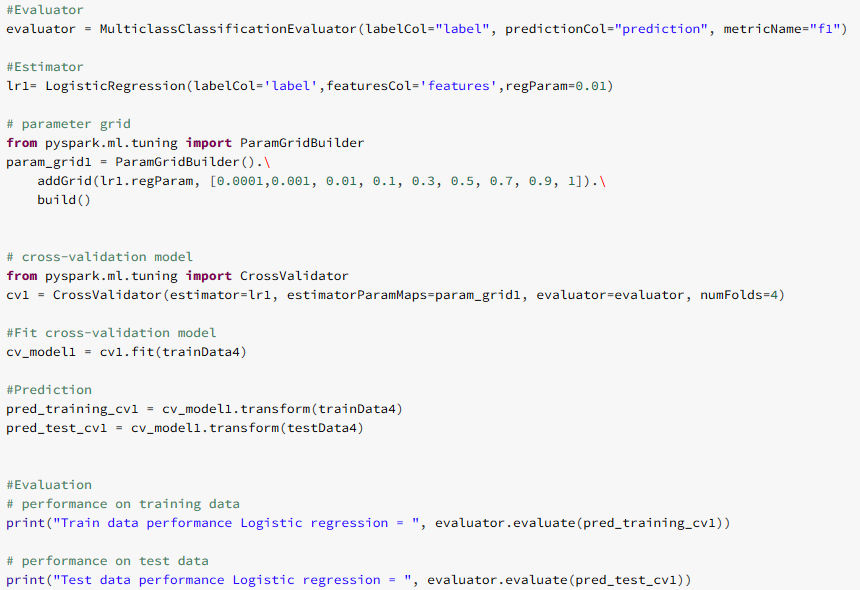 #Evaluator
evaluator = MulticlassClassificationEvaluator(labelCol="label", predictionCol="prediction", metricName="f1")
#Estimator
lr1= LogisticRegression(labelCol='label',featuresCol='features',regParam=0.01)
# parameter grid
from pyspark.ml.tuning import ParamGridBuilder
param_grid1 = ParamGridBuilder().\
    addGrid(lr1.regParam, [0.0001,0.001, 0.01, 0.1, 0.3, 0.5, 0.7, 0.9, 1]).\
    build()
# cross-validation model
from pyspark.ml.tuning import CrossValidator
cv1 = CrossValidator(estimator=lr1, estimatorParamMaps=param_grid1, evaluator=evaluator, numFolds=4)
#Fit cross-validation model
cv_model1 = cv1.fit(trainData4)
#Prediction
pred_training_cv1 = cv_model1.transform(trainData4)
pred_test_cv1 = cv_model1.transform(testData4)
#Evaluation
# performance on training data
print("Train data performance Logistic regression = ", evaluator.evaluate(pred_training_cv1))
# performance on test data
print("Test data performance Logistic regression = ", evaluator.evaluate(pred_test_cv1))